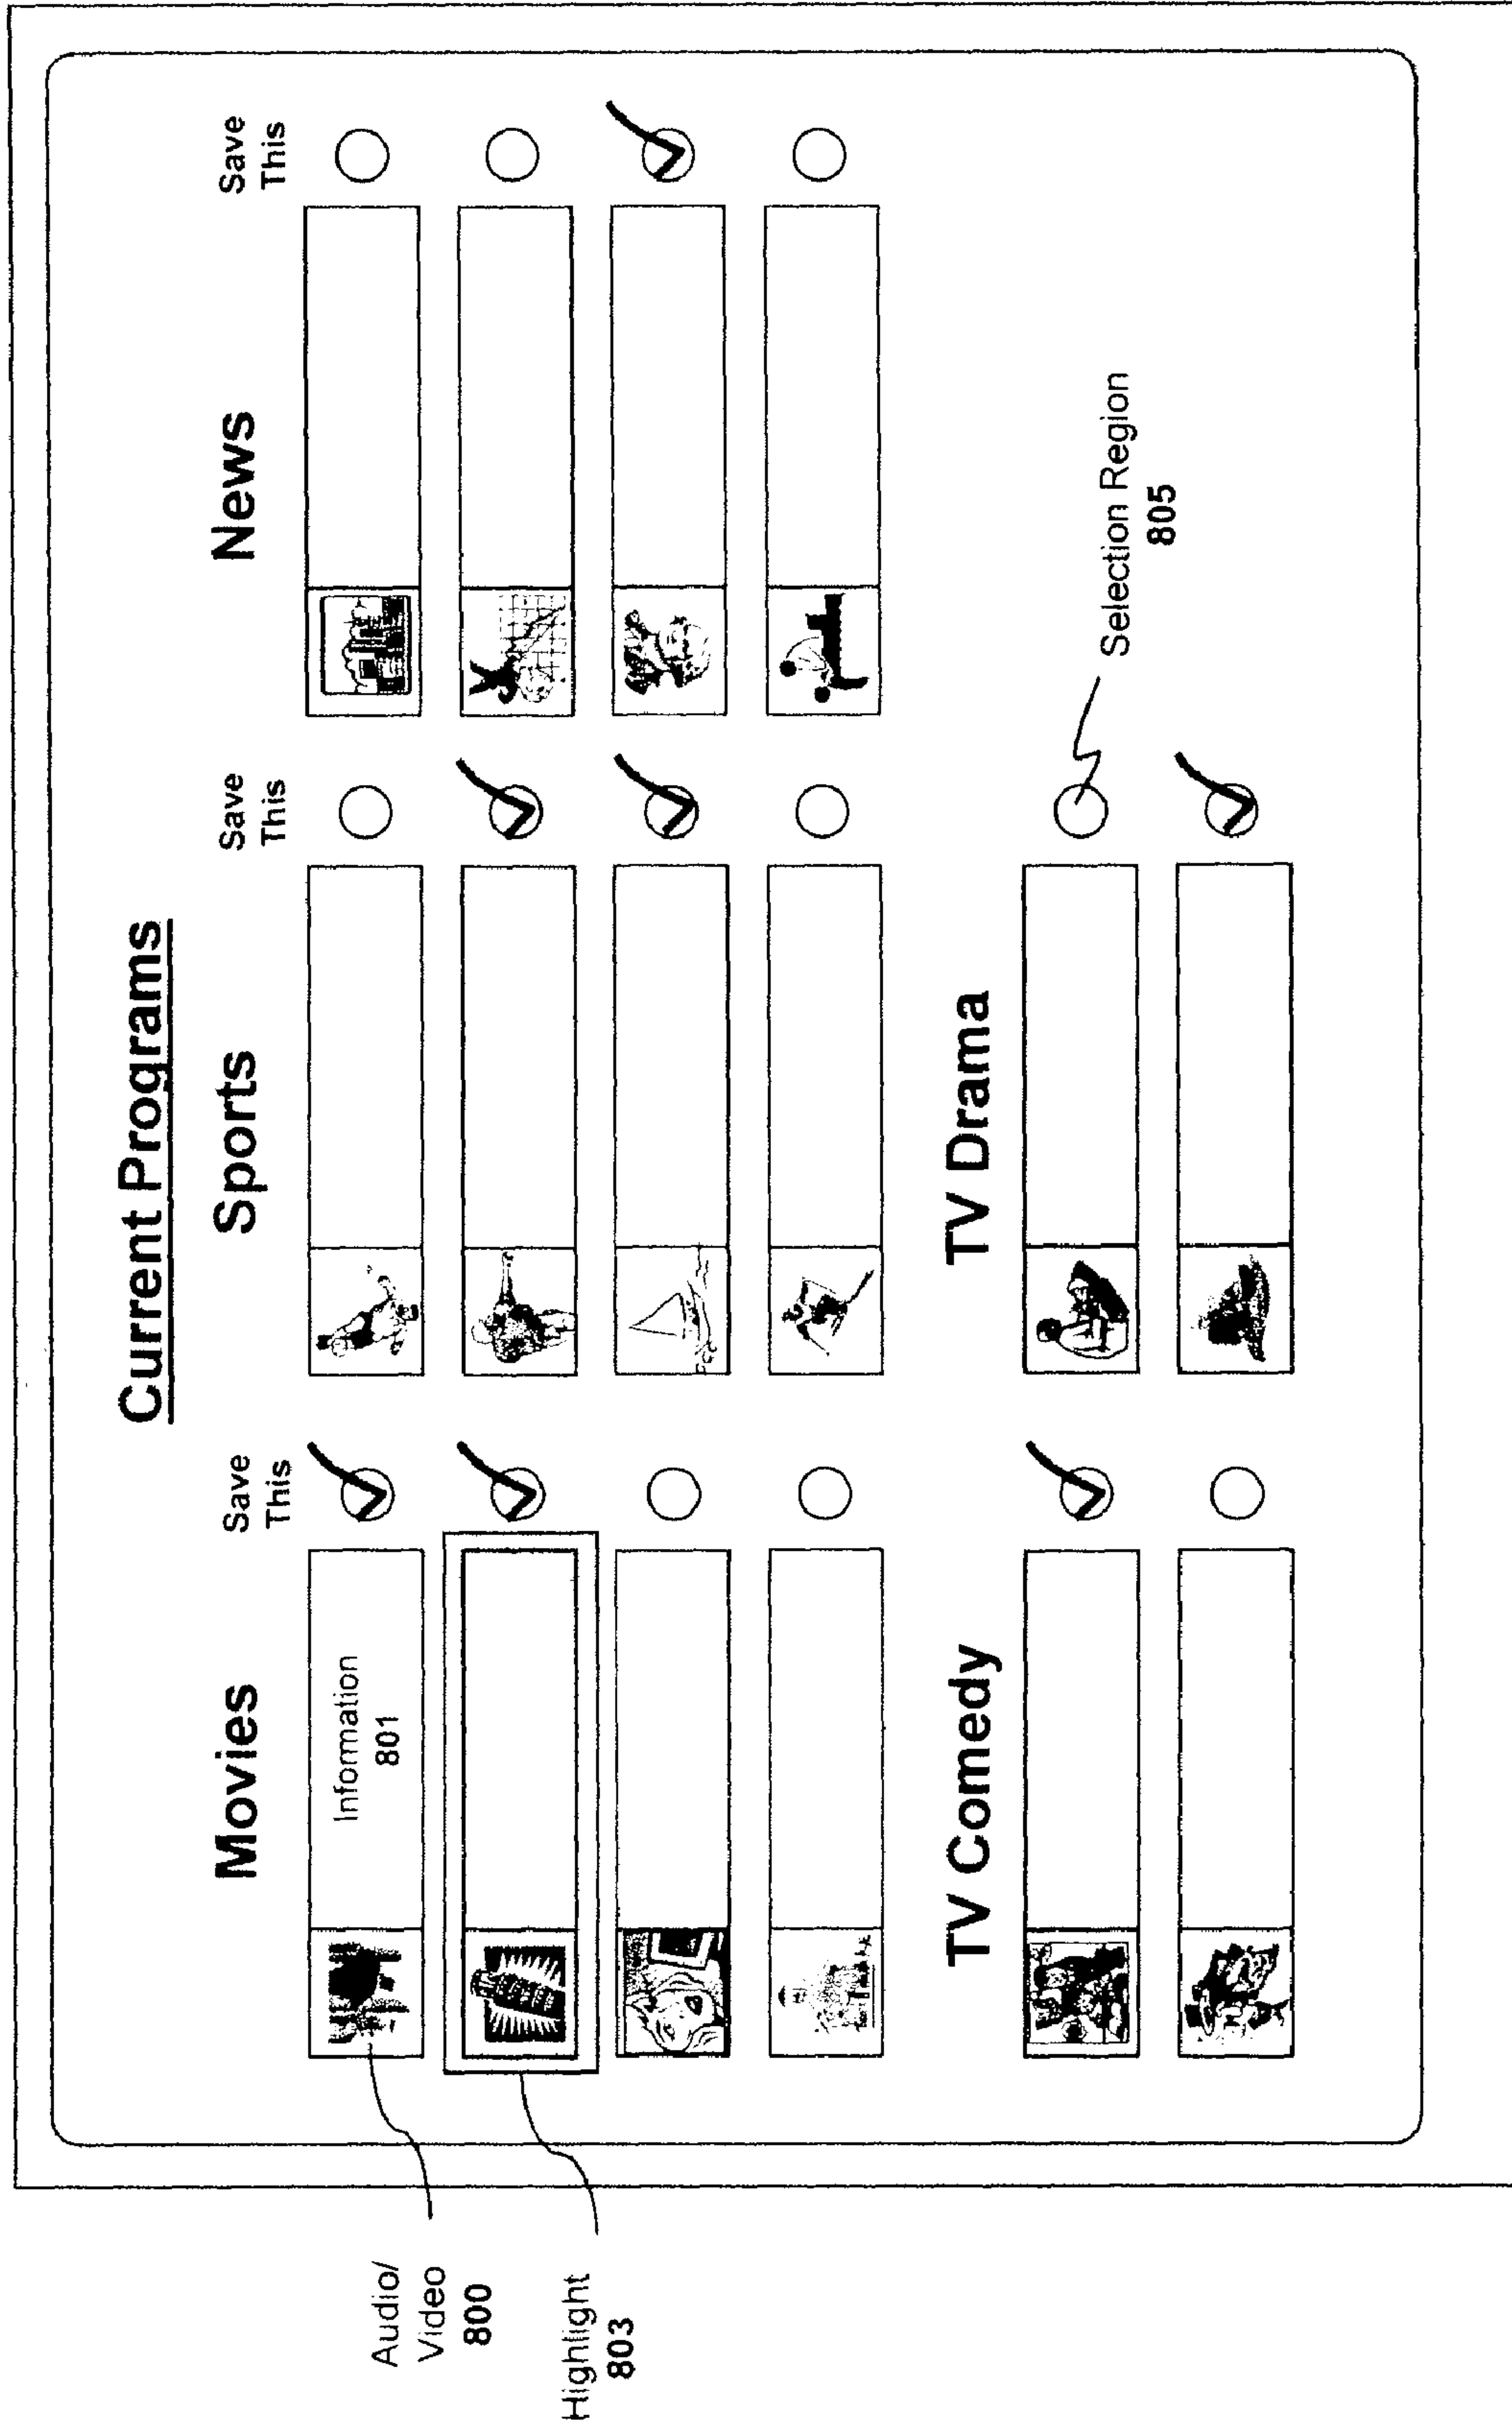 Current Programs
Movies
Save
This
Sports
Save
This
News
Save
This
Audio/
Video
800
Information
801
Highlight
803
TV Comedy
TV Drama
Selection Region
805